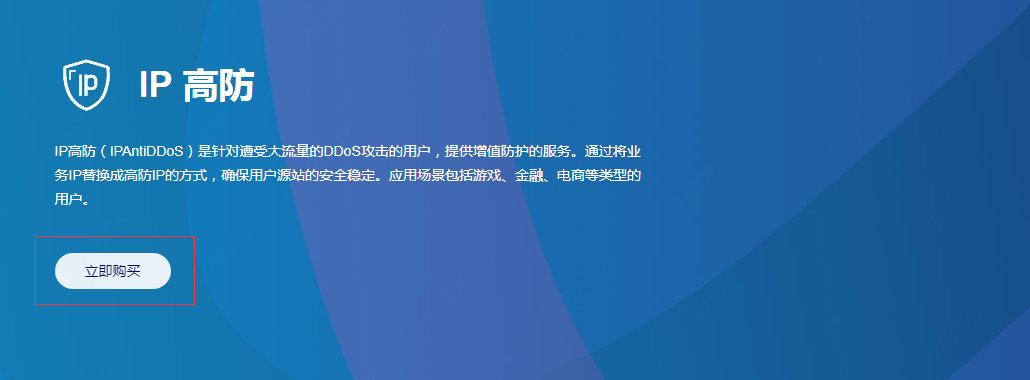 IP
IP 高防
IP高防（IPAntiDDoS）是针对遭受大流量的DDoS攻击的用户，提供增值防护的服务。通过将业
务IP替换成高防IP的方式，确保用户源站的安全稳定。应用场景包括游戏、金融、电商等类型的
用户。
立即购买